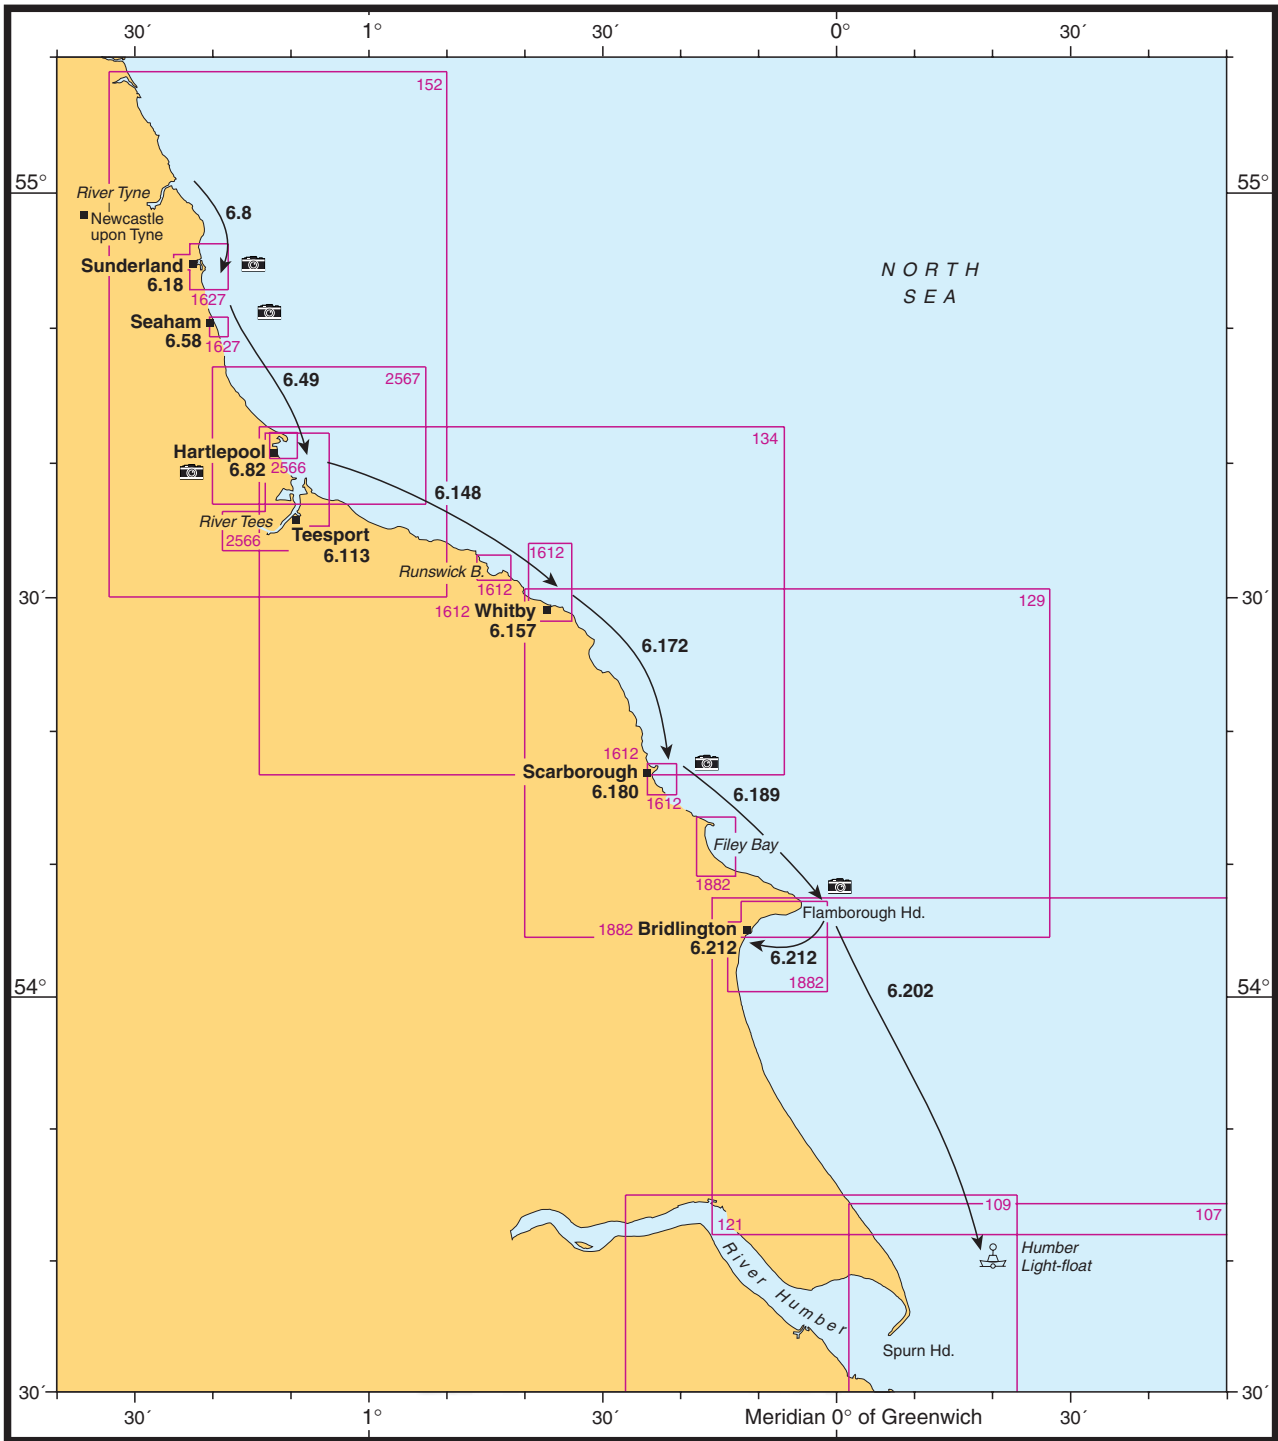 30´ 1° 30´ 0° 30´
152
55° 55°
River Tyne
Newcastle
upon Tyne
6.8
NORTH
SEA
Sunderland
6.18
1627
Seaham
6.58
1627
6.49
2567
134
Hartlepool
6.82
2566
6.148
River Tees
2566
Teesport
6.113
1612
Runswick B.
1612
30´ 30´
129
1612 Whitby
6.157
6.172
1612
Scarborough
6.180
1612
6.189
Filey Bay
1882
Flamborough Hd.
1882 Bridlington
6.212
6.212
1882
54° 54°
6.202
109
107
121
River Humber
Humber
Light-float
Spurn Hd.
30´ 30´
30´ 1° 30´ Meridian 0° of Greenwich 30´